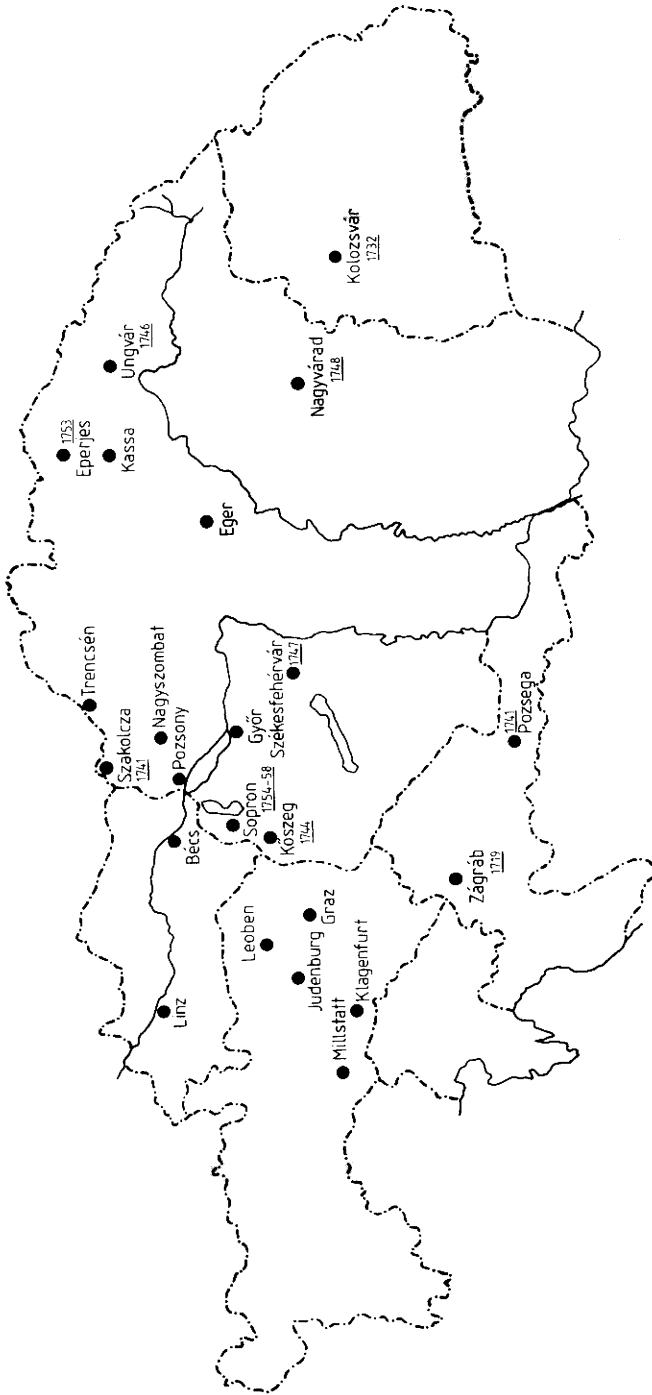 Trencsén
Szakolcza
1741
Nagyszombat
Pozsony
Eperjes
1753
Kassa
Ungvár
1746
Eger
Linz
Bécs
Sopron
1754-58
Kőszeg
1744
Győr
Székesfehérvár
1747
Nagyvárad
1748
Kolozsvár
1732
Leoben
Judenburg
Graz
Millstatt
Klagenfurt
Zágráb
1719
1741
Pozsega